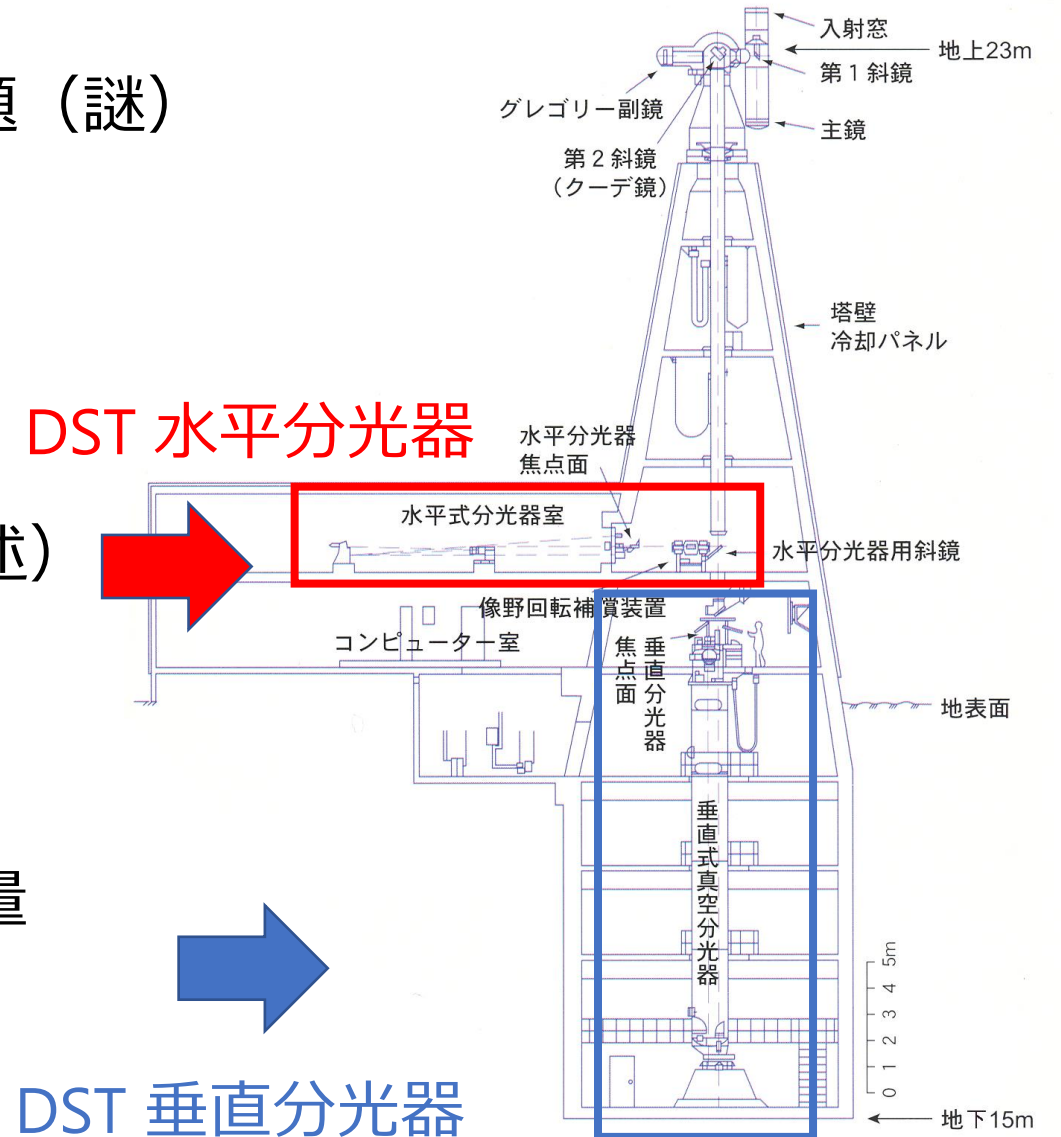 題（謎）
入射窓
地上23m
第１斜鏡
グレゴリー副鏡
主鏡
第２斜鏡
（クーデ鏡）
塔壁
冷却パネル
DST 水平分光器
水平分光器
焦点面
水平式分光器室
述）
水平分光器用斜鏡
像野回転補償装置
コンピューター室
垂直分光器
焦点面
地表面
垂直式真空分光器
量
5m
4
3
2
1
0
DST 垂直分光器
地下15m